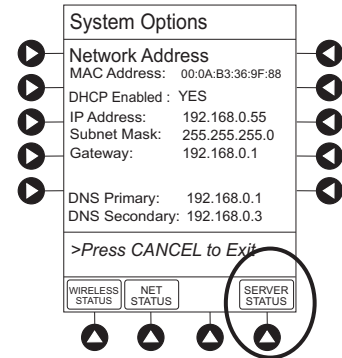 System Options
Network Address
MAC Address: 00:0A:B3:36:9F:88
DHCP Enabled : YES
IP Address: 192.168.0.55
Subnet Mask: 255.255.255.0
Gateway: 192.168.0.1
DNS Primary: 192.168.0.1
DNS Secondary: 192.168.0.3
>Press CANCEL to Exit
WIRELESS STATUS
NET STATUS
SERVER STATUS